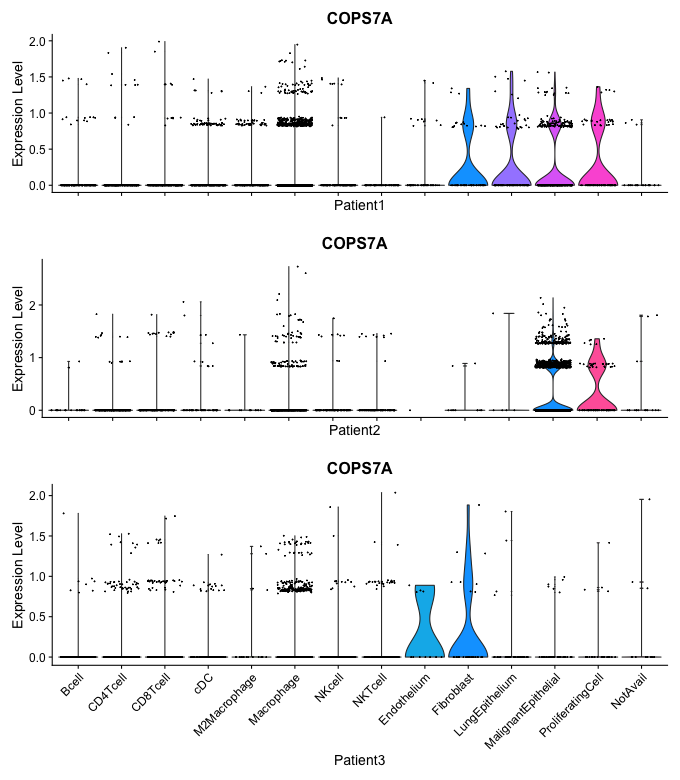 COPS7A
Expression Level
2.0
1.5
1.0
0.5
0.0
Patient1
COPS7A
Expression Level
2
1
0
Patient2
COPS7A
Expression Level
2.0
1.5
1.0
0.5
0.0
Bcell
CD4Tcell
CD8Tcell
cDC
M2Macrophage
Macrophage
NKcell
NKTcell
Endothelium
Fibroblast
LungEpithelium
MalignantEpithelial
ProliferatingCell
NotAvail
Patient3